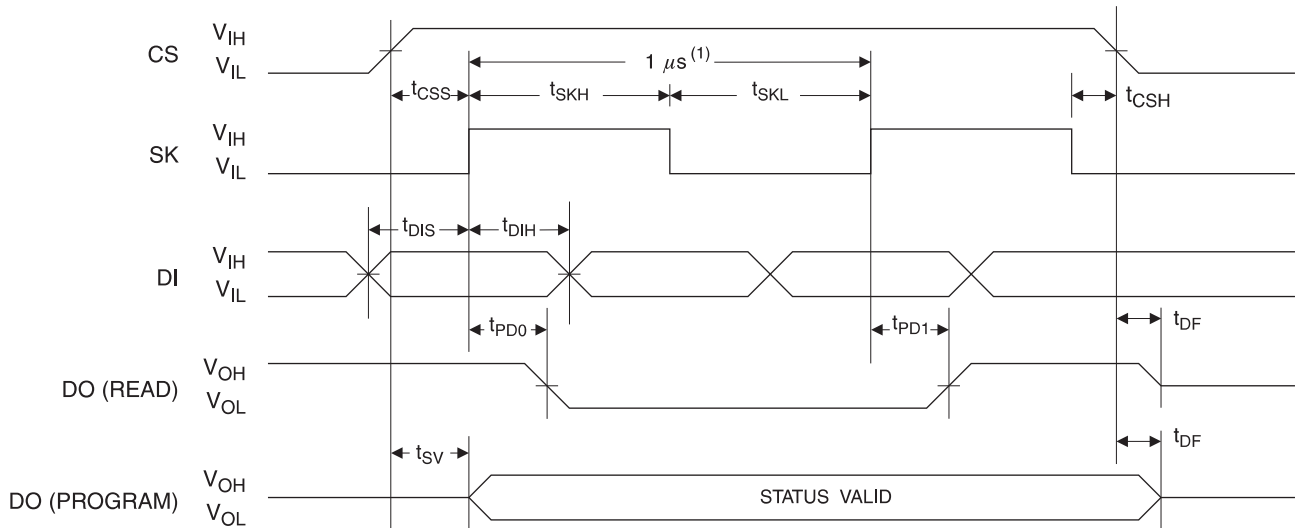 CS
V_IH
V_IL
1 μs (1)
t_CSS
t_SKH
t_SKL
t_CSH
SK
V_IH
V_IL
t_DIS
t_DIH
DI
V_IH
V_IL
t_PD0
t_PD1
t_DF
DO (READ)
V_OH
V_OL
t_SV
t_DF
DO (PROGRAM)
V_OH
V_OL
STATUS VALID